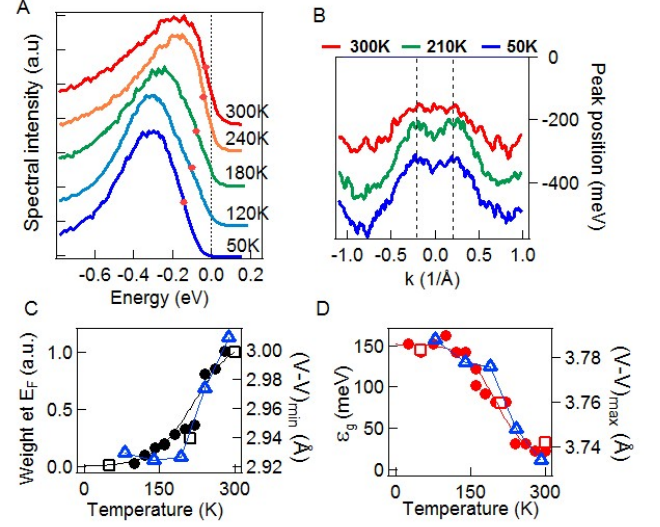 A
Spectral intensity (a.u)
300K
240K
180K
120K
50K
-0.6 -0.4 -0.2 0.0 0.2
Energy (eV)
B
300K 210K 50K
0
-200
-400
Peak position (meV)
-1.0 -0.5 0.0 0.5 1.0
k (1/Å)
C
Weight et EF (a.u.)
1.0
0.5
0.0
3.00
2.98
2.96
2.94
2.92
(V-V)min (Å)
0 150 300
Temperature (K)
D
εg (meV)
150
100
50
0
3.78
3.76
3.74
(V-V)max (Å)
0 150 300
Temperature (K)